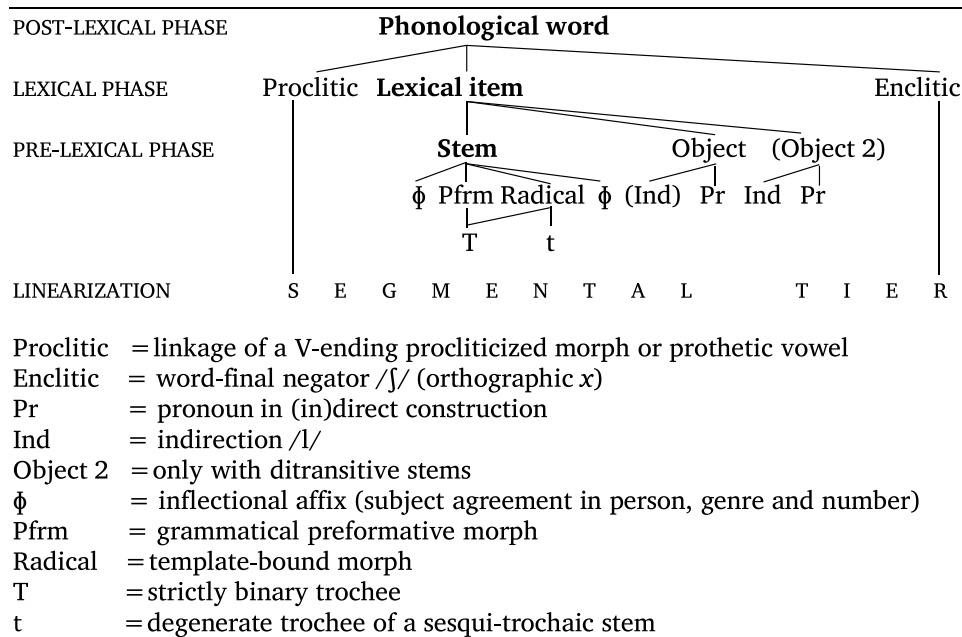 POST-LEXICAL PHASE Phonological word
LEXICAL PHASE Proclitic Lexical item Enclitic
PRE-LEXICAL PHASE Stem Object (Object 2)
ϕ Pfrm Radical ϕ (Ind) Pr Ind Pr
T t
LINEARIZATION S E G M E N T A L T I E R
Proclitic = linkage of a V-ending procliticized morph or prothetic vowel
Enclitic = word-final negator /ʃ/ (orthographic x)
Pr = pronoun in (in)direct construction
Ind = indirection /l/
Object 2 = only with ditransitive stems
ϕ = inflectional affix (subject agreement in person, genre and number)
Pfrm = grammatical preformative morph
Radical = template-bound morph
T = strictly binary trochee
t = degenerate trochee of a sesqui-trochaic stem